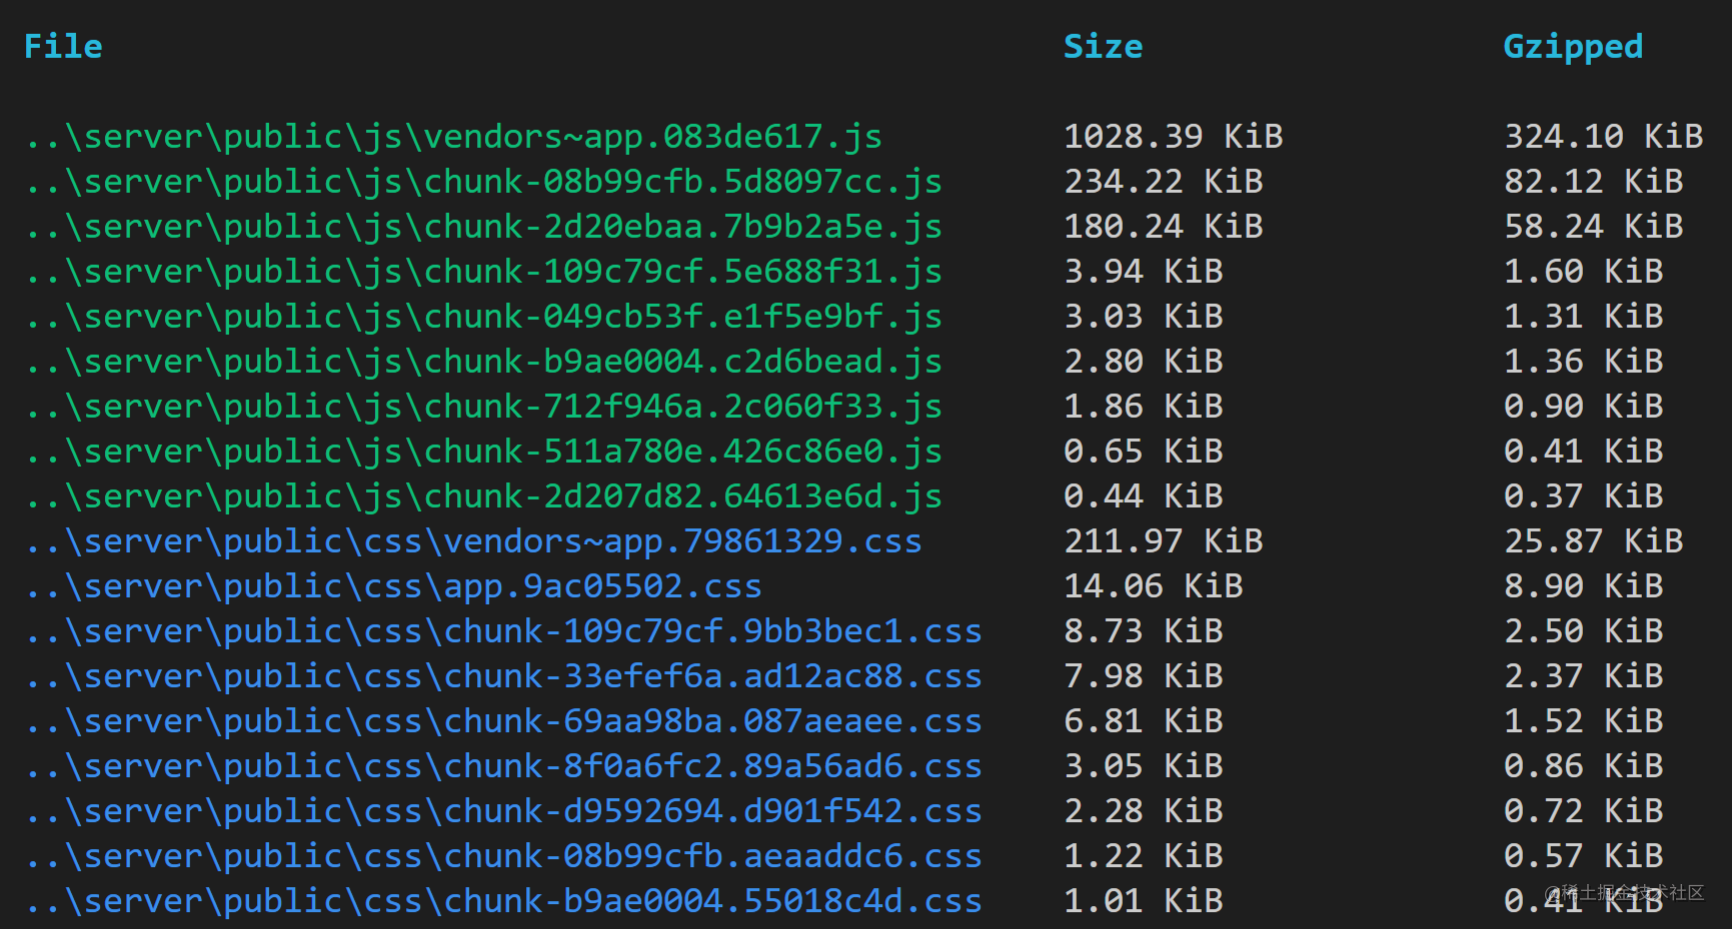 File Size Gzipped
..\server\public\js\vendors~app.083de617.js 1028.39 KiB 324.10 KiB
..\server\public\js\chunk-08b99cfb.5d8097cc.js 234.22 KiB 82.12 KiB
..\server\public\js\chunk-2d20ebaa.7b9b2a5e.js 180.24 KiB 58.24 KiB
..\server\public\js\chunk-109c79cf.5e688f31.js 3.94 KiB 1.60 KiB
..\server\public\js\chunk-049cb53f.e1f5e9bf.js 3.03 KiB 1.31 KiB
..\server\public\js\chunk-b9ae0004.c2d6bead.js 2.80 KiB 1.36 KiB
..\server\public\js\chunk-712f946a.2c060f33.js 1.86 KiB 0.90 KiB
..\server\public\js\chunk-511a780e.426c86e0.js 0.65 KiB 0.41 KiB
..\server\public\js\chunk-2d207d82.64613e6d.js 0.44 KiB 0.37 KiB
..\server\public\css\vendors~app.79861329.css 211.97 KiB 25.87 KiB
..\server\public\css\app.9ac05502.css 14.06 KiB 8.90 KiB
..\server\public\css\chunk-109c79cf.9bb3bec1.css 8.73 KiB 2.50 KiB
..\server\public\css\chunk-33efef6a.ad12ac88.css 7.98 KiB 2.37 KiB
..\server\public\css\chunk-69aa98ba.087aeaee.css 6.81 KiB 1.52 KiB
..\server\public\css\chunk-8f0a6fc2.89a56ad6.css 3.05 KiB 0.86 KiB
..\server\public\css\chunk-d9592694.d901f542.css 2.28 KiB 0.72 KiB
..\server\public\css\chunk-08b99cfb.aeaaddc6.css 1.22 KiB 0.57 KiB
..\server\public\css\chunk-b9ae0004.55018c4d.css 1.01 KiB 0.41 KiB
@稀土掘金技术社区